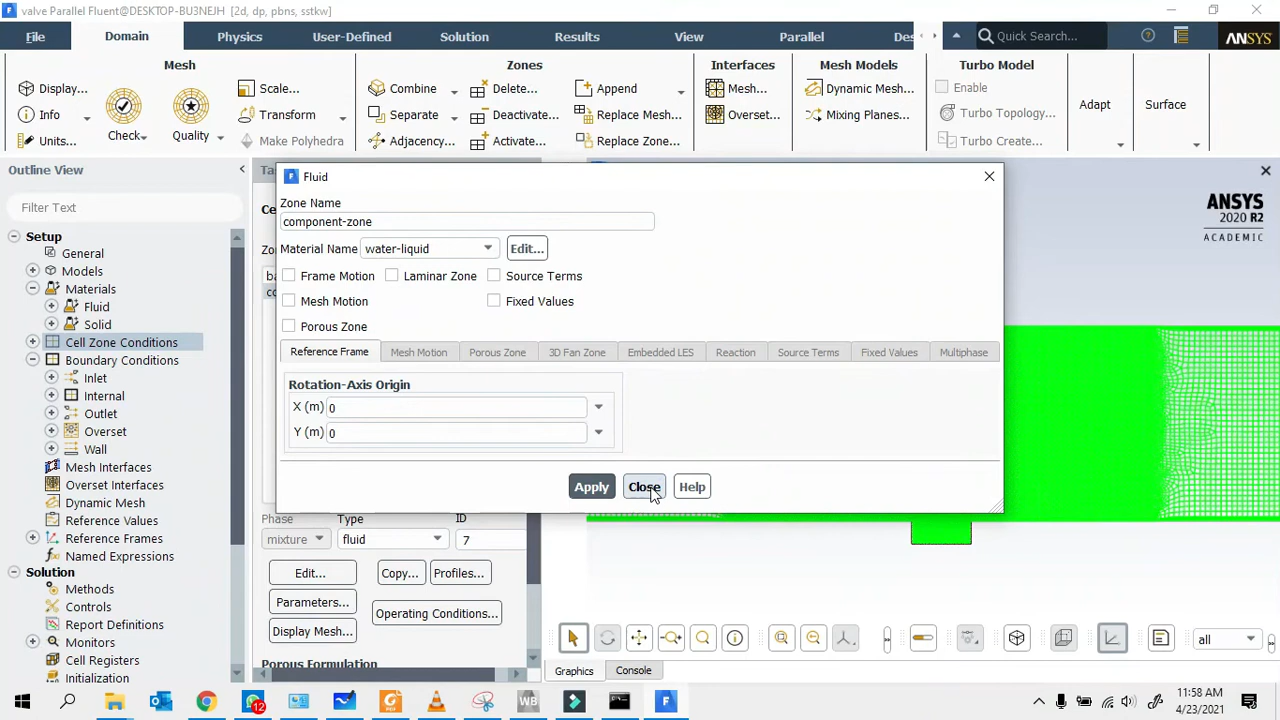 valve Parallel Fluent@DESKTOP-BU3NEJH [2d, dp, pbns, sstkw]
File Domain Physics User-Defined Solution Results View Parallel Quick Search... ANSYS
Mesh Zones Interfaces Mesh Models Turbo Model
Display... Scale... Combine Delete... Append Mesh... Dynamic Mesh... Enable
Info Check Quality Transform Separate Deactivate... Replace Mesh... Overset... Mixing Planes... Turbo Topology... Adapt Surface
Units... Make Polyhedra Adjacency... Activate... Replace Zone... Turbo Create...
Outline View
Filter Text
Setup
General
Models
Materials
Fluid
Solid
Cell Zone Conditions
Boundary Conditions
Inlet
Internal
Outlet
Overset
Wall
Mesh Interfaces
Overset Interfaces
Dynamic Mesh
Reference Values
Reference Frames
Named Expressions
Solution
Methods
Controls
Report Definitions
Monitors
Cell Registers
Initialization
Fluid
Zone Name
component-zone
Material Name water-liquid Edit...
Frame Motion Laminar Zone Source Terms
Mesh Motion Fixed Values
Porous Zone
Reference Frame Mesh Motion Porous Zone 3D Fan Zone Embedded LES Reaction Source Terms Fixed Values Multiphase
Rotation-Axis Origin
X (m) 0
Y (m) 0
Apply Close Help
Phase Type ID
mixture fluid 7
Edit... Copy... Profiles...
Parameters... Operating Conditions...
Display Mesh...
Porous Formulation
ANSYS
2020 R2
ACADEMIC
all
Graphics Console
12
WB
11:58 AM
4/23/2021